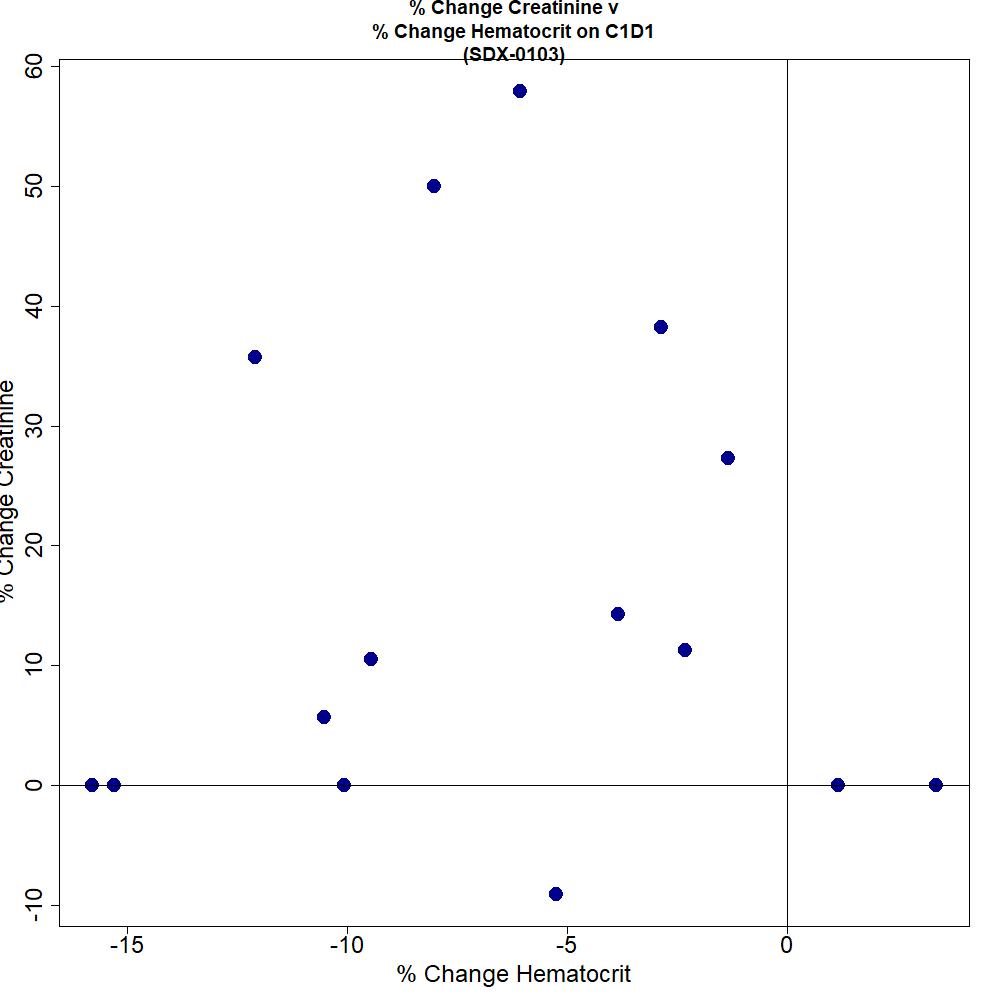 % Change Creatinine v
% Change Hematocrit on C1D1
(SDX-0103)
60
50
40
30
20
10
0
-10
% Change Creatinine
-15
-10
-5
0
% Change Hematocrit